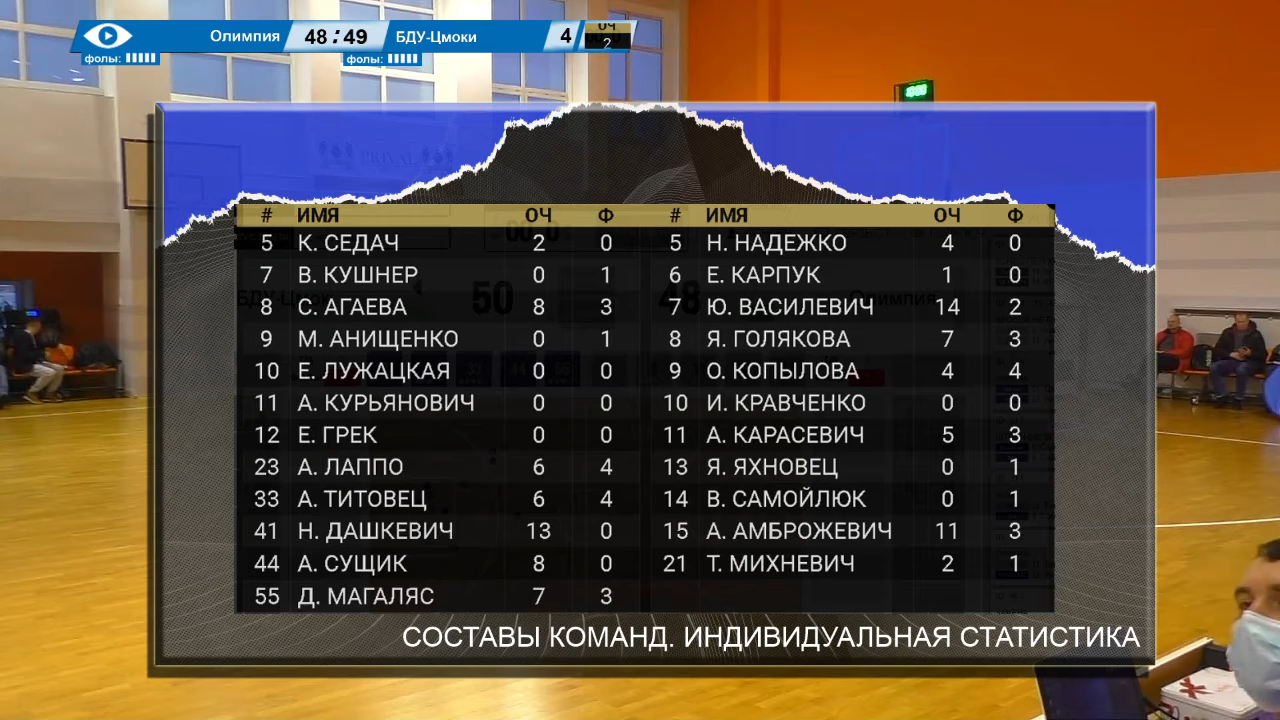 Олимпия 48 : 49 БДУ-Цмоки 4 ОЧ
2
фолы: фолы:
# ИМЯ ОЧ Ф # ИМЯ ОЧ Ф
5 К. СЕДАЧ 2 0 5 Н. НАДЕЖКО 4 0
7 В. КУШНЕР 0 1 6 Е. КАРПУК 1 0
8 С. АГАЕВА 8 3 7 Ю. ВАСИЛЕВИЧ 14 2
9 М. АНИЩЕНКО 0 1 8 Я. ГОЛЯКОВА 7 3
10 Е. ЛУЖАЦКАЯ 0 0 9 О. КОПЫЛОВА 4 4
11 А. КУРЬЯНОВИЧ 0 0 10 И. КРАВЧЕНКО 0 0
12 Е. ГРЕК 0 0 11 А. КАРАСЕВИЧ 5 3
23 А. ЛАППО 6 4 13 Я. ЯХНОВЕЦ 0 1
33 А. ТИТОВЕЦ 6 4 14 В. САМОЙЛЮК 0 1
41 Н. ДАШКЕВИЧ 13 0 15 А. АМБРОЖЕВИЧ 11 3
44 А. СУЩИК 8 0 21 Т. МИХНЕВИЧ 2 1
55 Д. МАГАЛЯС 7 3
СОСТАВЫ КОМАНД. ИНДИВИДУАЛЬНАЯ СТАТИСТИКА